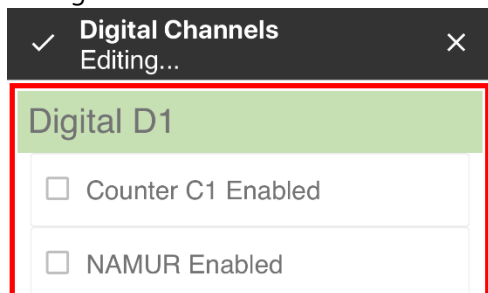 Digital Channels
Editing...
Digital D1
Counter C1 Enabled
NAMUR Enabled